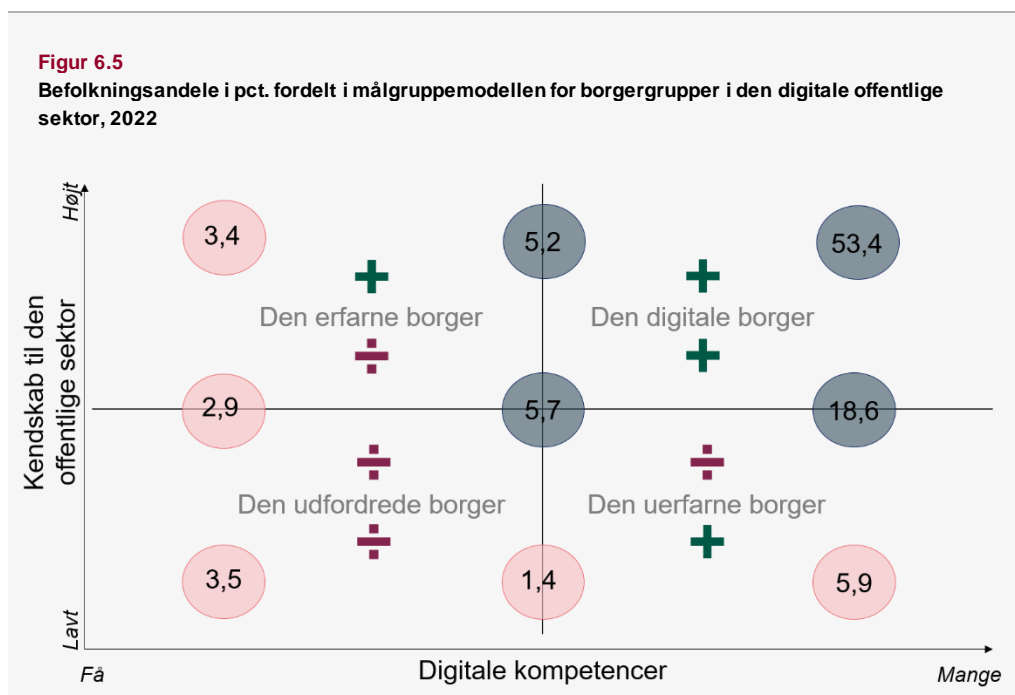 Figur 6.5
Befolkningsandele i pct. fordelt i målgruppemodellen for borgergrupper i den digitale offentlige
sektor, 2022
Højt
3,4
5,2
53,4
Den erfarne borger
Den digitale borger
Kendskab til den
offentlige sektor
2,9
5,7
18,6
Den udfordrede borger
Den uerfarne borger
3,5
1,4
5,9
Lavt
Få
Digitale kompetencer
Mange